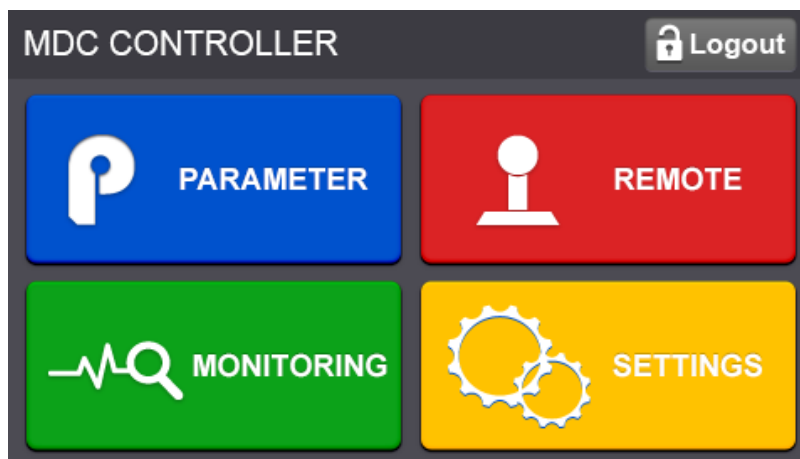 MDC CONTROLLER
Logout
PARAMETER
REMOTE
MONITORING
SETTINGS